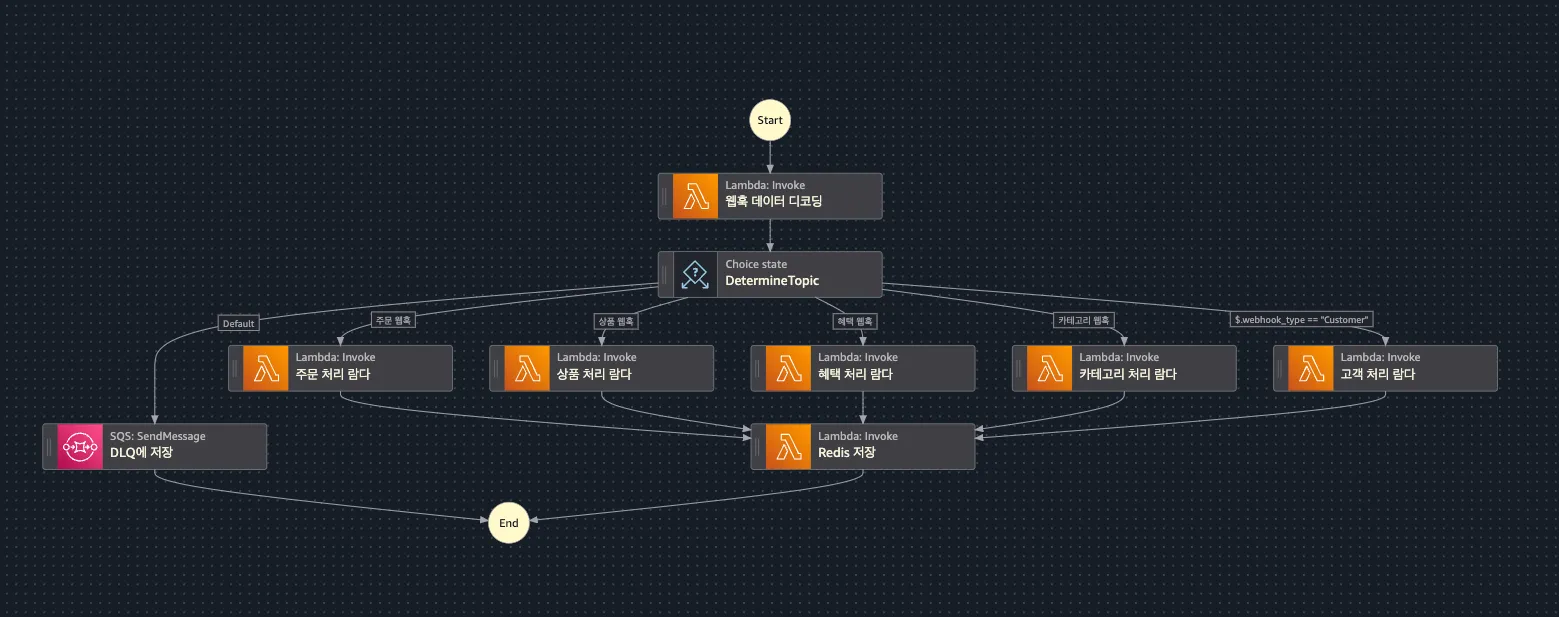 Start
Lambda: Invoke
웹훅 데이터 디코딩
Choice state
DetermineTopic
Default
주문 웹훅
상품 웹훅
혜택 웹훅
카테고리 웹훅
$.webhook_type == "Customer"
Lambda: Invoke
주문 처리 람다
Lambda: Invoke
상품 처리 람다
Lambda: Invoke
혜택 처리 람다
Lambda: Invoke
카테고리 처리 람다
Lambda: Invoke
고객 처리 람다
SQS: SendMessage
DLQ에 저장
Lambda: Invoke
Redis 저장
End